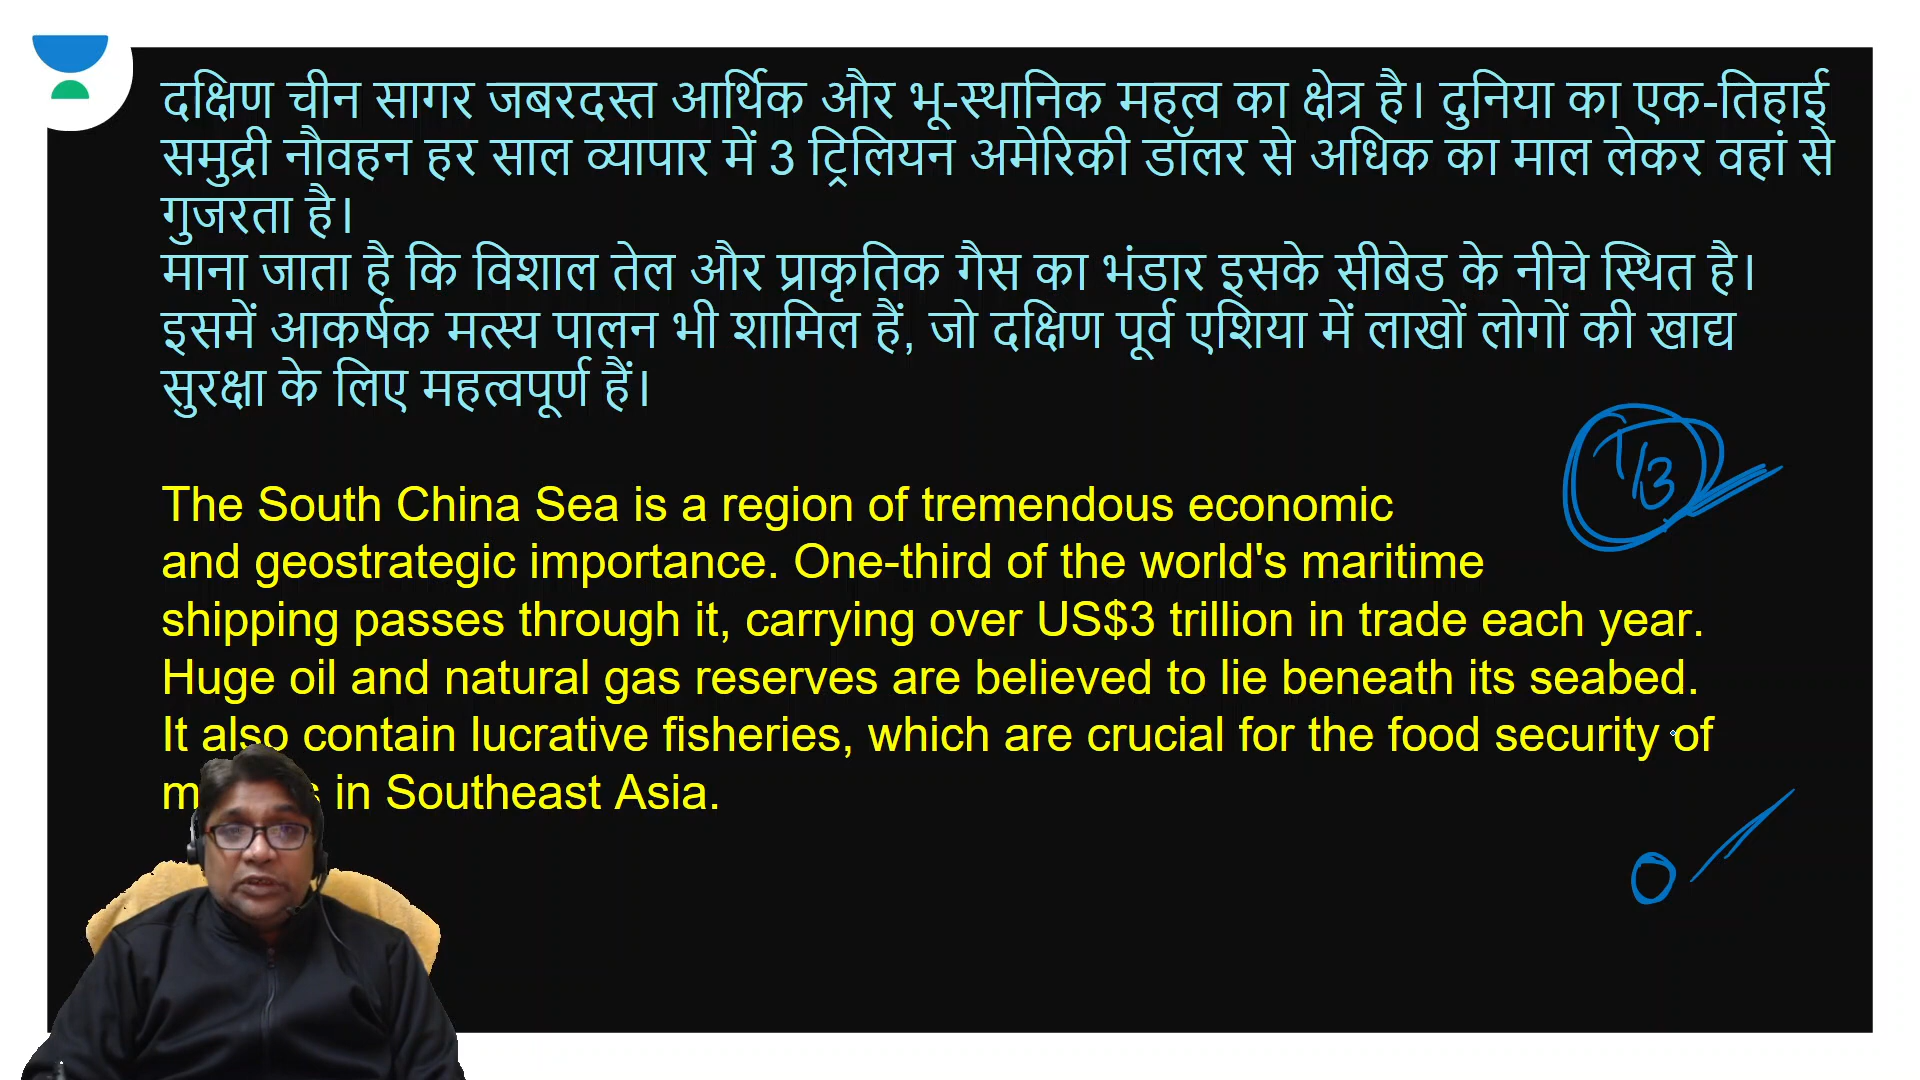 दक्षिण चीन सागर जबरदस्त आर्थिक और भू-स्थानिक महत्व का क्षेत्र है। दुनिया का एक-तिहाई
समुद्री नौवहन हर साल व्यापार में 3 ट्रिलियन अमेरिकी डॉलर से अधिक का माल लेकर वहां से
गुजरता है।
माना जाता है कि विशाल तेल और प्राकृतिक गैस का भंडार इसके सीबेड के नीचे स्थित है।
इसमें आकर्षक मत्स्य पालन भी शामिल हैं, जो दक्षिण पूर्व एशिया में लाखों लोगों की खाद्य
सुरक्षा के लिए महत्वपूर्ण हैं।
1/3
The South China Sea is a region of tremendous economic
and geostrategic importance. One-third of the world's maritime
shipping passes through it, carrying over US$3 trillion in trade each year.
Huge oil and natural gas reserves are believed to lie beneath its seabed.
It also contain lucrative fisheries, which are crucial for the food security of
in Southeast Asia.